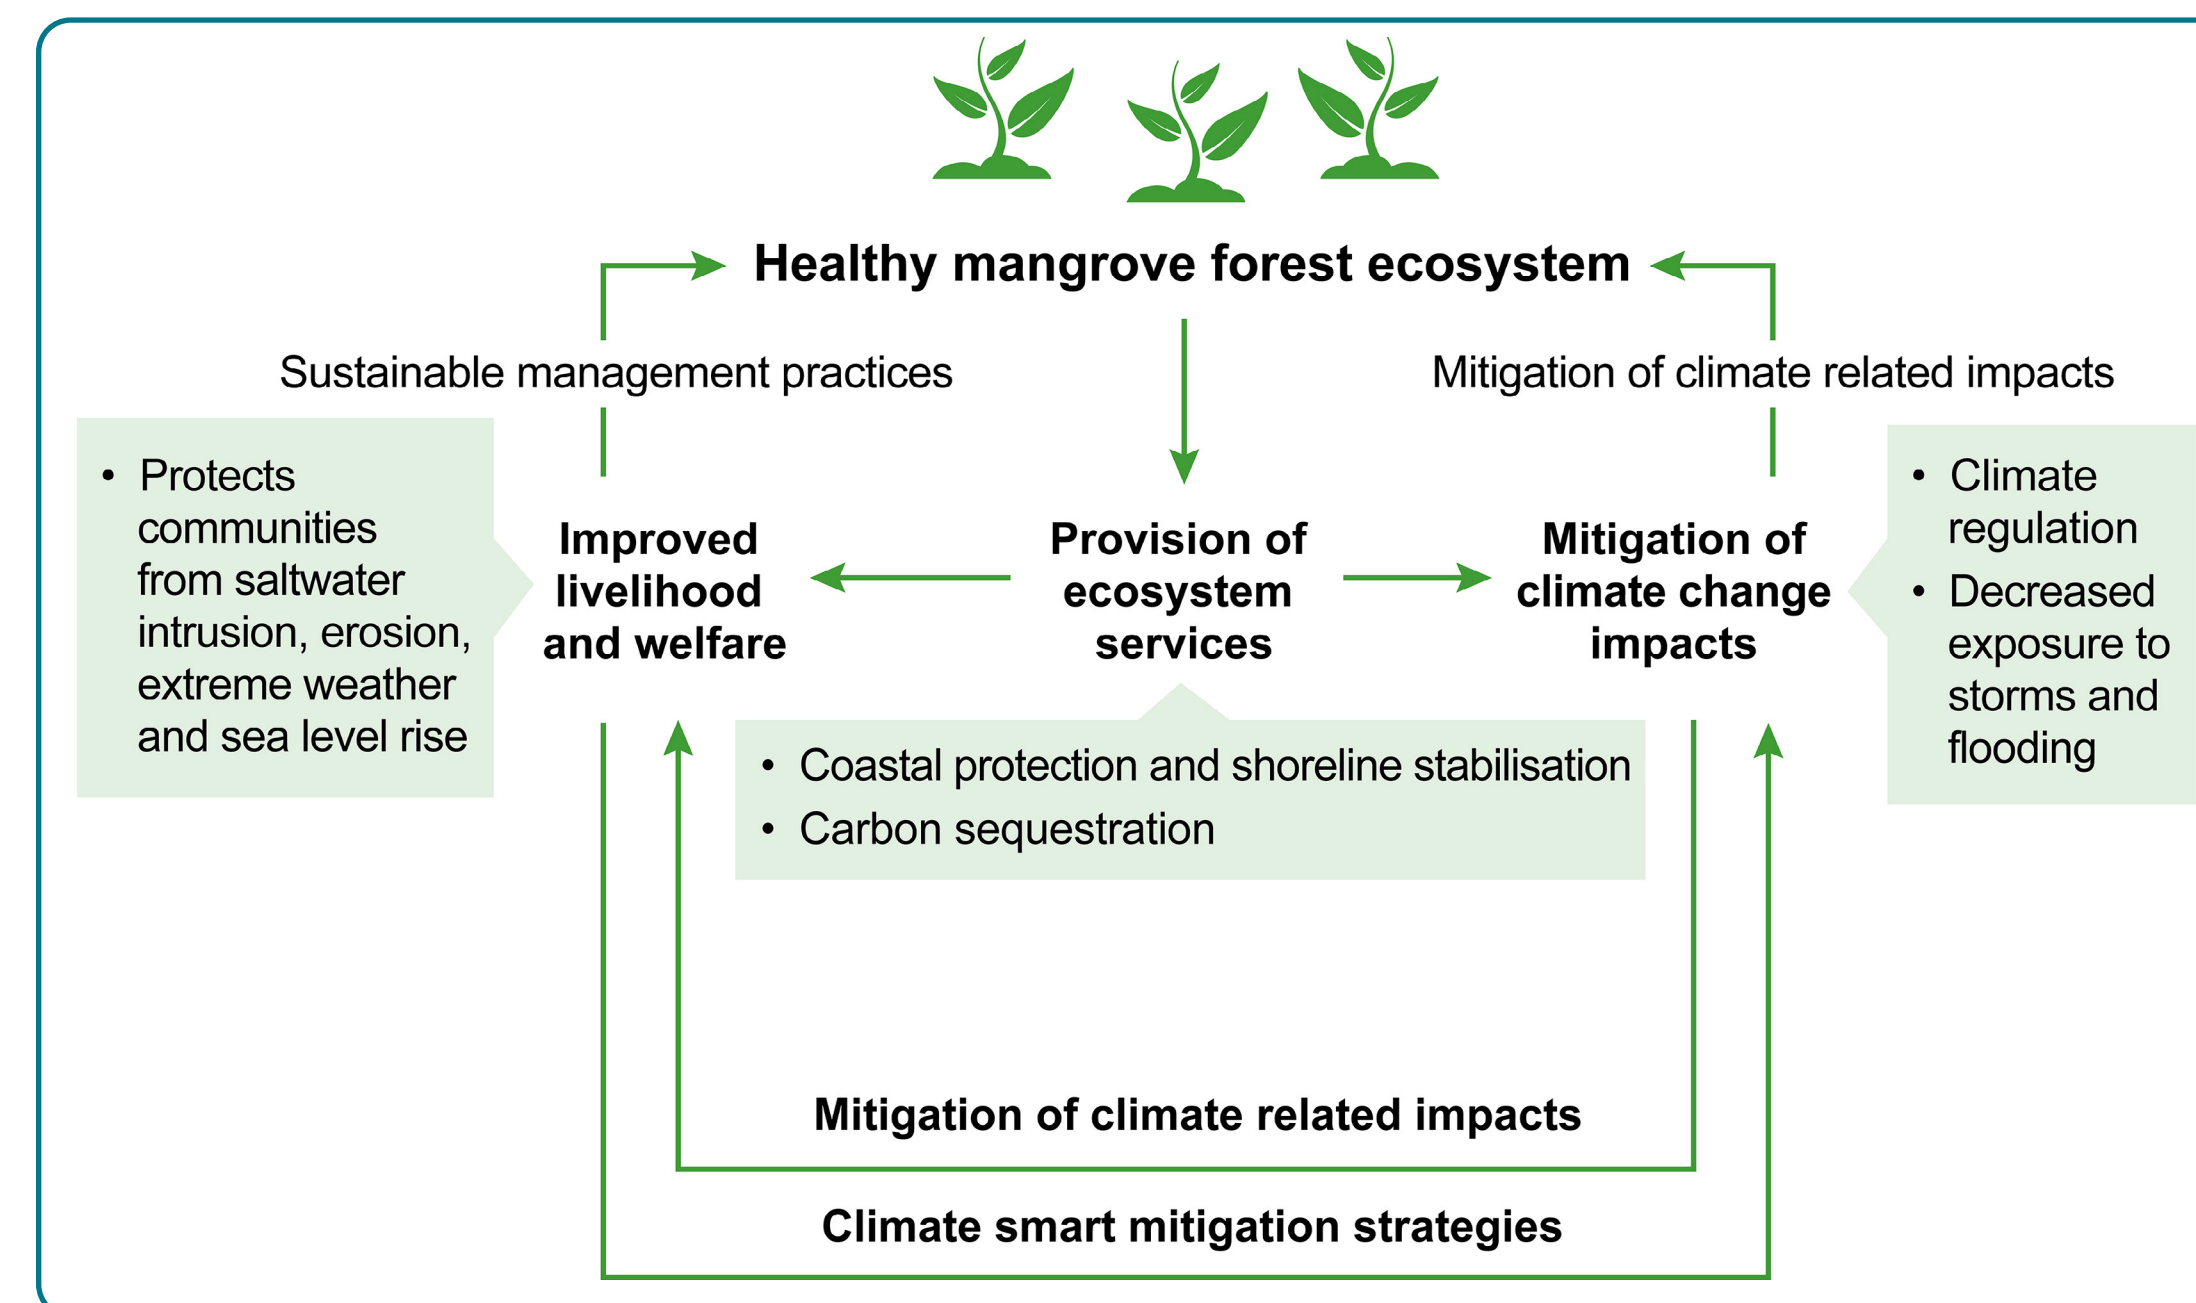 Healthy mangrove forest ecosystem
Sustainable management practices
Mitigation of climate related impacts
• Protects
communities
from saltwater
intrusion, erosion,
extreme weather
and sea level rise
Improved
livelihood
and welfare
Provision of
ecosystem
services
Mitigation of
climate change
impacts
• Climate
regulation
• Decreased
exposure to
storms and
flooding
• Coastal protection and shoreline stabilisation
• Carbon sequestration
Mitigation of climate related impacts
Climate smart mitigation strategies